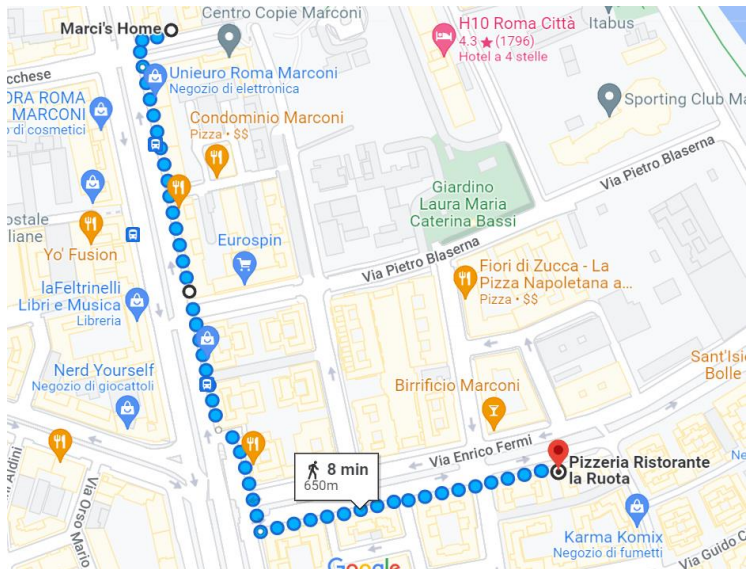 Marci's Home
Centro Copie Marconi
H10 Roma Città
4.3 ★ (1796)
Hotel a 4 stelle
Itabus
cchese
Unieuro Roma Marconi
Negozio di elettronica
ORA ROMA
MARCONI
o di cosmetici
Condominio Marconi
Pizza • $$
Sporting Club Ma
Via Pietro Blaserna
Giardino
Laura Maria
Caterina Bassi
ostale
liane
Yo' Fusion
Eurospin
Via Pietro Blaserna
Fiori di Zucca - La
Pizza Napoletana a...
Pizza • $$
laFeltrinelli
Libri e Musica
Libreria
Nerd Yourself
Negozio di giocattoli
Birrificio Marconi
Sant'Isi
Bolle
Via Enrico Fermi
8 min
650m
Pizzeria Ristorante
la Ruota
Aldini
Via Orso Mario
Karma Komix
Negozio di fumetti
Ne
Via Guido C
Google